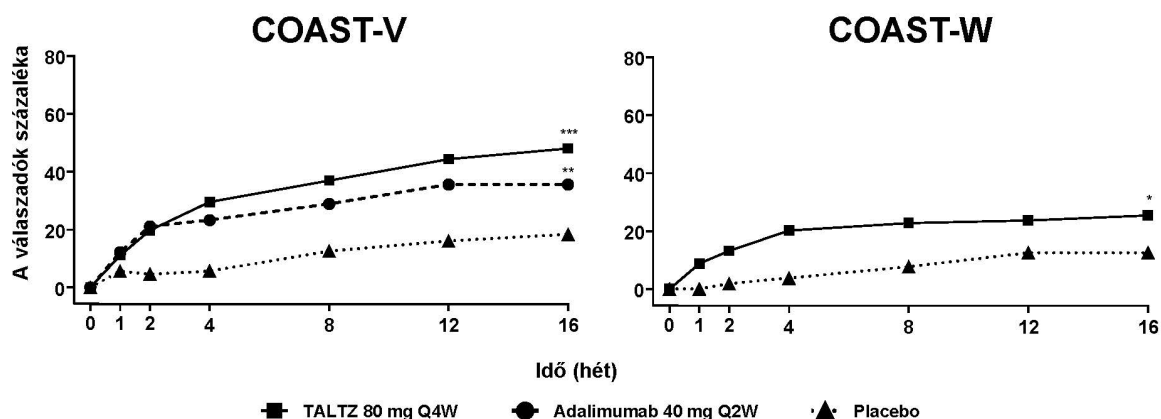 COAST-V
COAST-W
A válaszadók százaléka
80
60
40
20
0
***
**
0 1 2 4 8 12 16
80
60
40
20
0
*
0 1 2 4 8 12 16
Idő (hét)
TALTZ 80 mg Q4W Adalimumab 40 mg Q2W Placebo